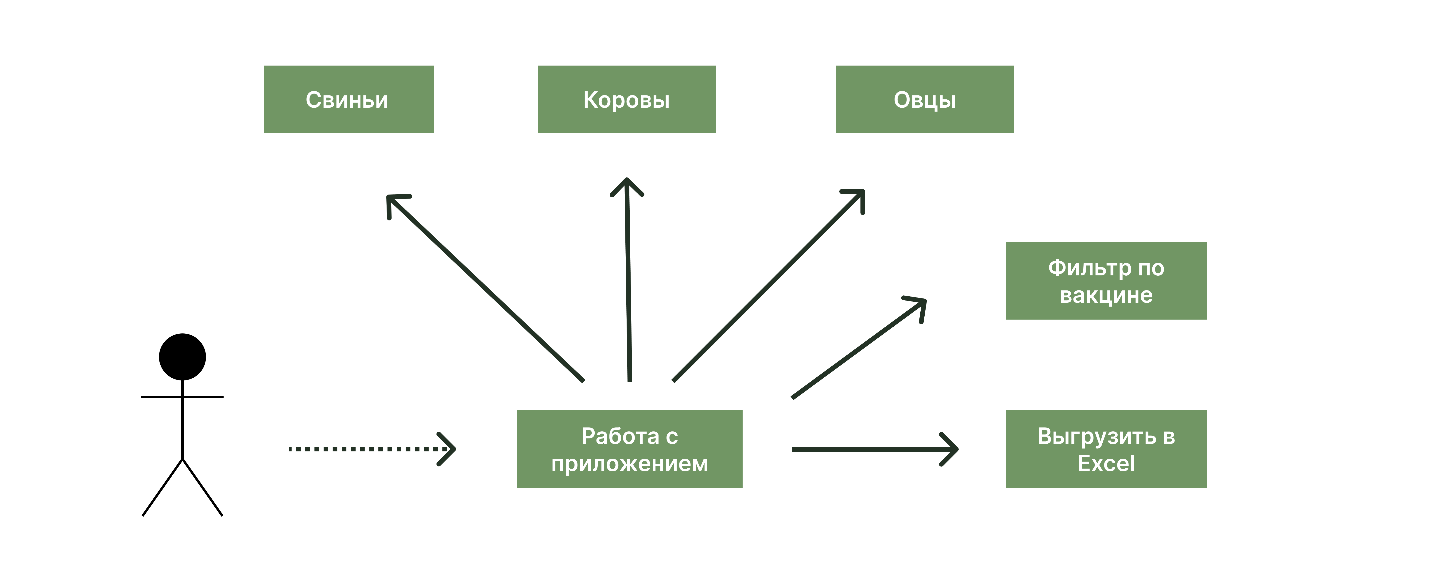 Свиньи
Коровы
Овцы
Фильтр по
вакцине
Работа с
приложением
Выгрузить в
Excel